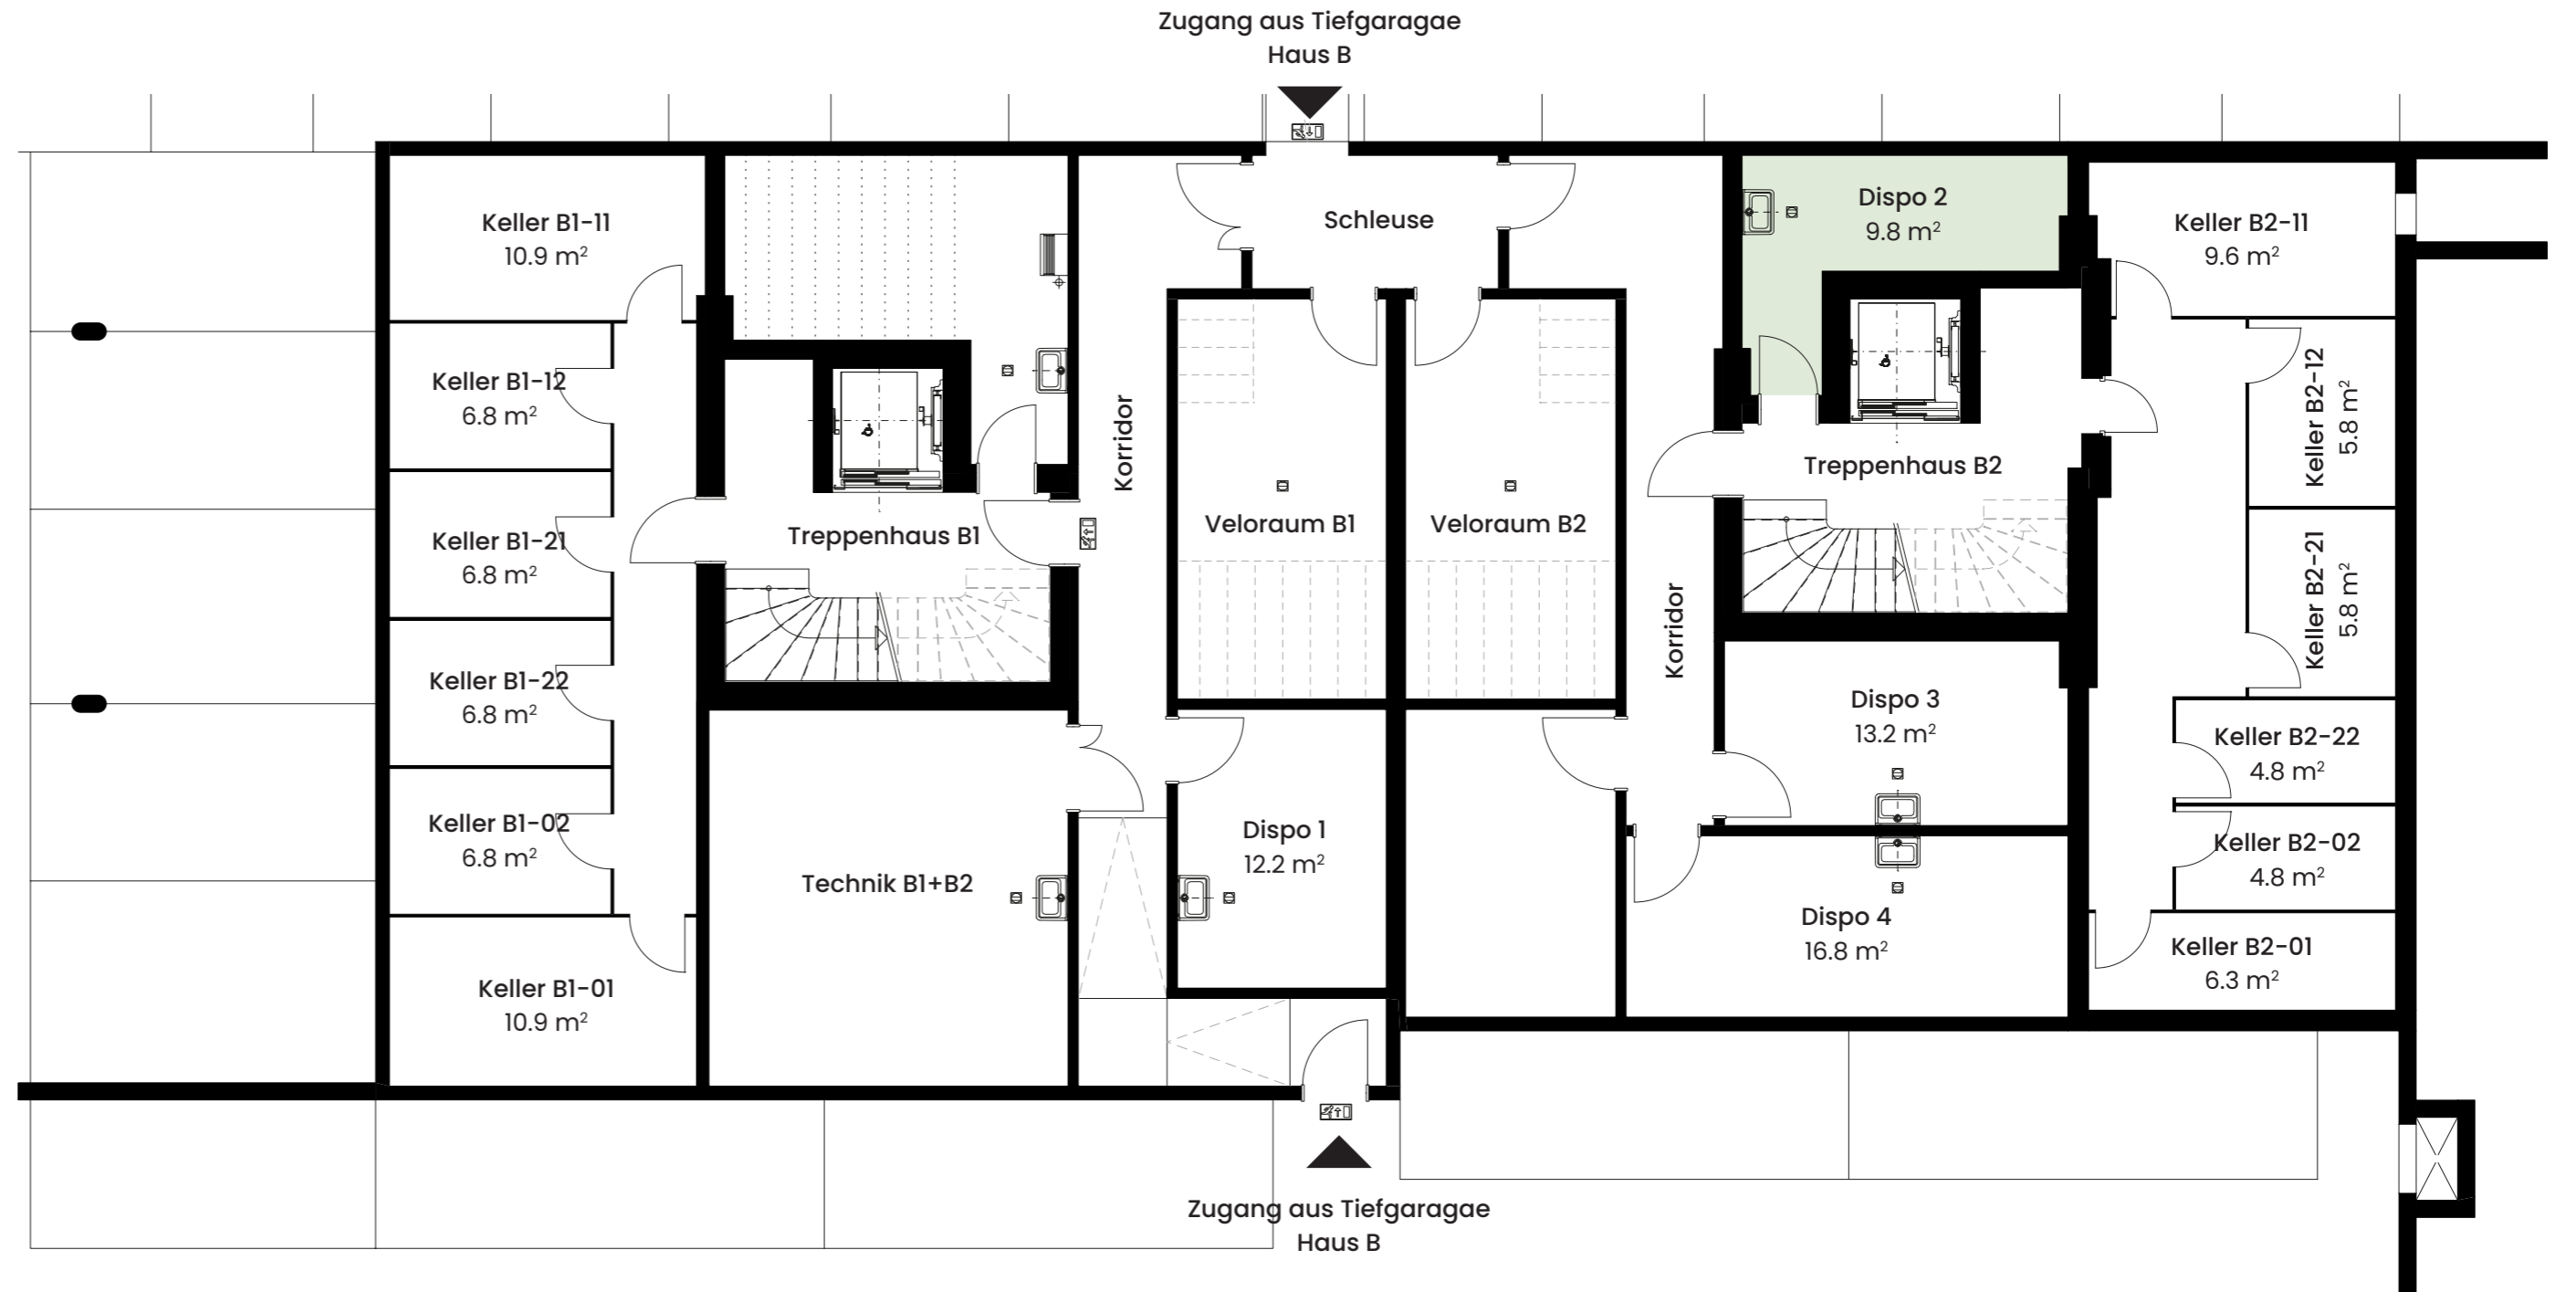 Zugang aus Tiefgaragae
Haus B
Keller B1-11
10.9 m²
Keller B1-12
6.8 m²
Keller B1-21
6.8 m²
Keller B1-22
6.8 m²
Keller B1-02
6.8 m²
Keller B1-01
10.9 m²
Treppenhaus B1
Technik B1+B2
Korridor
Schleuse
Veloraum B1
Veloraum B2
Dispo 1
12.2 m²
Korridor
Dispo 2
9.8 m²
Treppenhaus B2
Dispo 3
13.2 m²
Dispo 4
16.8 m²
Keller B2-11
9.6 m²
Keller B2-12
5.8 m²
Keller B2-21
5.8 m²
Keller B2-22
4.8 m²
Keller B2-02
4.8 m²
Keller B2-01
6.3 m²
Zugang aus Tiefgaragae
Haus B